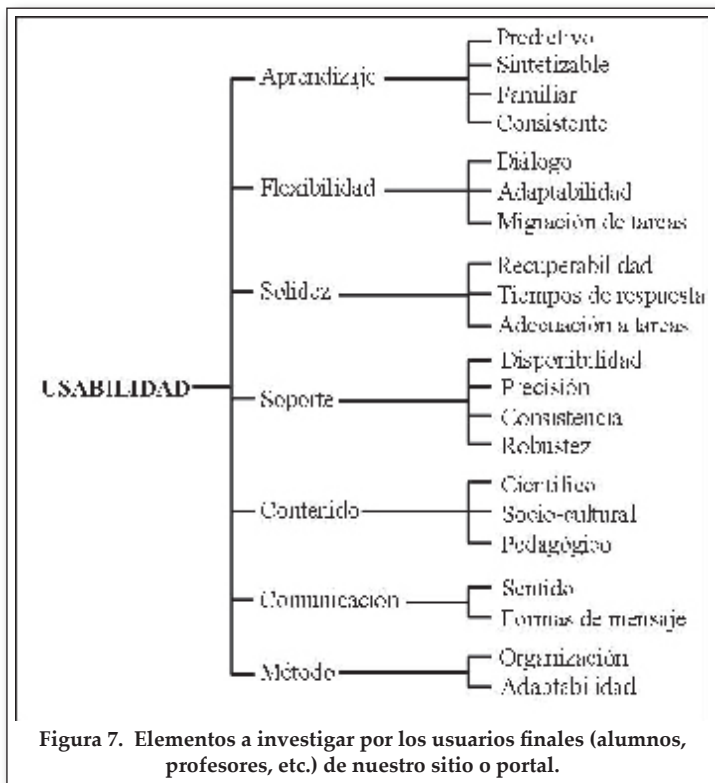 USABILIDAD
Aprendizaje
Predictivo
Sintetizable
Familiar
Consistente
Flexibilidad
Diálogo
Adaptabilidad
Migración de tareas
Solidez
Recuperabilidad
Tiempos de respuesta
Adecuación a tareas
Soporte
Disponibilidad
Precisión
Consistencia
Robustez
Contenido
Científico
Socio-cultural
Pedagógico
Comunicación
Sentido
Formas de mensaje
Método
Organización
Adaptabilidad
Figura 7. Elementos a investigar por los usuarios finales (alumnos,
profesores, etc.) de nuestro sitio o portal.